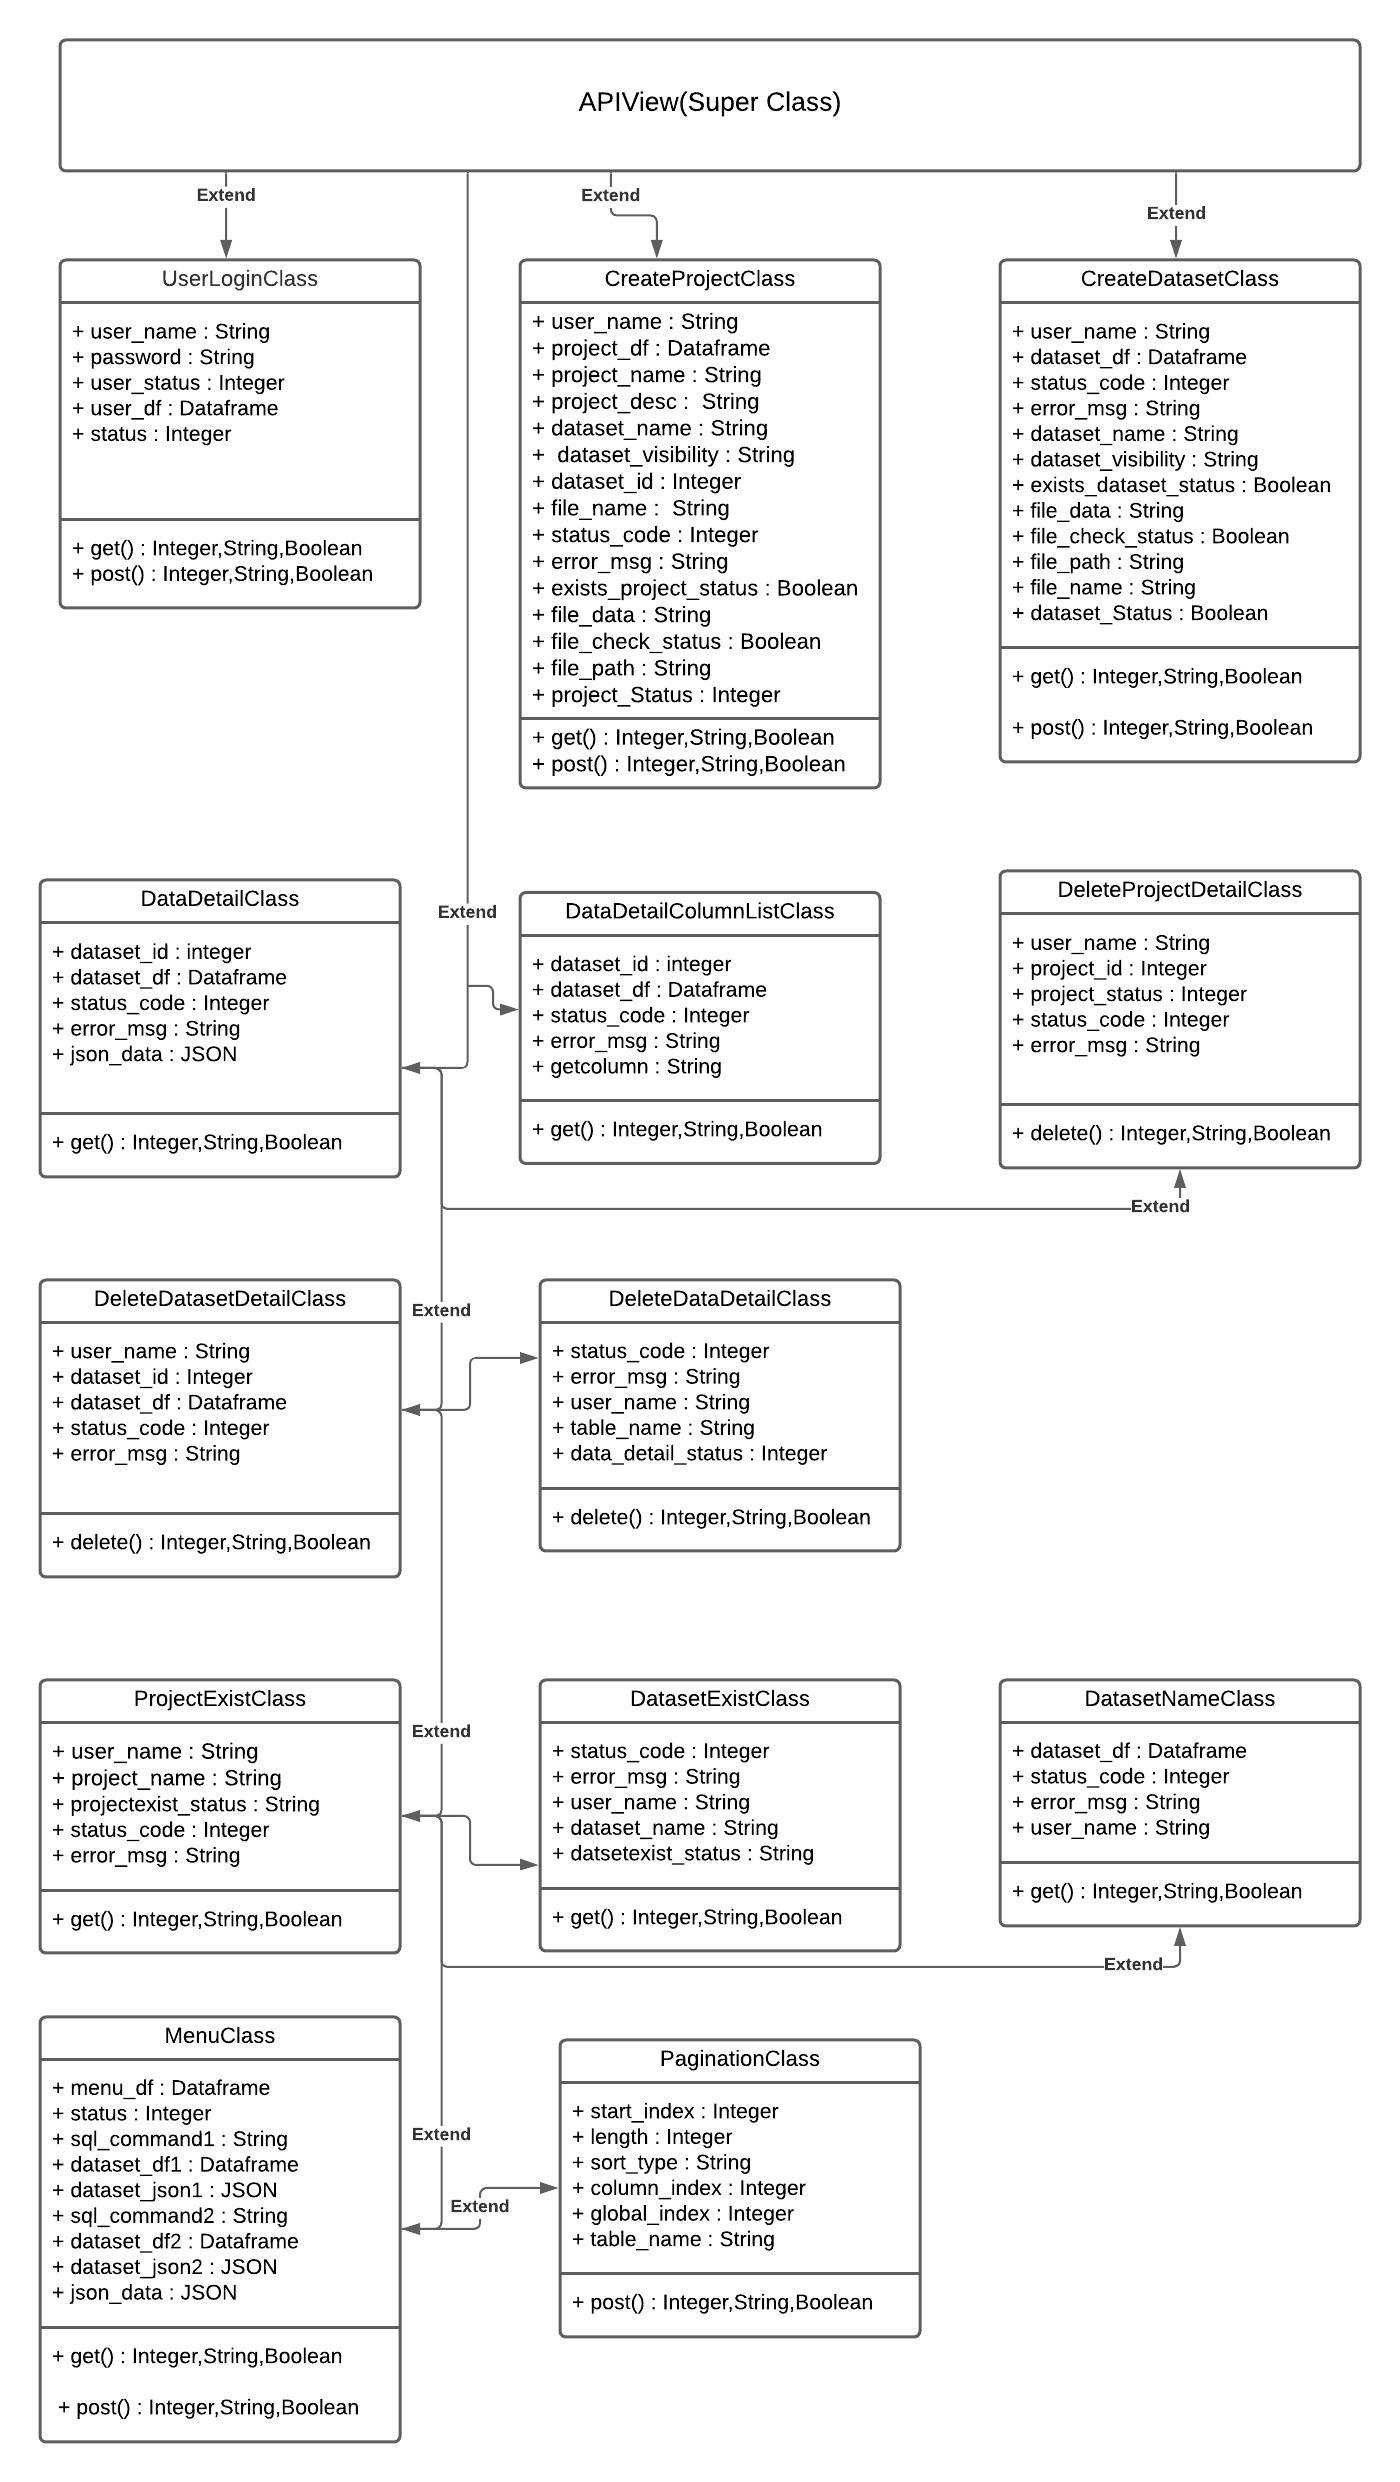 APIView(Super Class)
Extend
Extend
Extend
UserLoginClass
+ user_name : String
+ password : String
+ user_status : Integer
+ user_df : Dataframe
+ status : Integer
+ get() : Integer,String,Boolean
+ post() : Integer,String,Boolean
CreateProjectClass
+ user_name : String
+ project_df : Dataframe
+ project_name : String
+ project_desc :  String
+ dataset_name : String
+  dataset_visibility : String
+ dataset_id : Integer
+ file_name :  String
+ status_code : Integer
+ error_msg : String
+ exists_project_status : Boolean
+ file_data : String
+ file_check_status : Boolean
+ file_path : String
+ project_Status : Integer
+ get() : Integer,String,Boolean
+ post() : Integer,String,Boolean
CreateDatasetClass
+ user_name : String
+ dataset_df : Dataframe
+ status_code : Integer
+ error_msg : String
+ dataset_name : String
+ dataset_visibility : String
+ exists_dataset_status : Boolean
+ file_data : String
+ file_check_status : Boolean
+ file_path : String
+ file_name : String
+ dataset_Status : Boolean
+ get() : Integer,String,Boolean
+ post() : Integer,String,Boolean
DataDetailClass
+ dataset_id : integer
+ dataset_df : Dataframe
+ status_code : Integer
+ error_msg : String
+ json_data : JSON
+ get() : Integer,String,Boolean
Extend
DataDetailColumnListClass
+ dataset_id : integer
+ dataset_df : Dataframe
+ status_code : Integer
+ error_msg : String
+ getcolumn : String
+ get() : Integer,String,Boolean
DeleteProjectDetailClass
+ user_name : String
+ project_id : Integer
+ project_status : Integer
+ status_code : Integer
+ error_msg : String
+ delete() : Integer,String,Boolean
Extend
DeleteDatasetDetailClass
+ user_name : String
+ dataset_id : Integer
+ dataset_df : Dataframe
+ status_code : Integer
+ error_msg : String
+ delete() : Integer,String,Boolean
Extend
DeleteDataDetailClass
+ status_code : Integer
+ error_msg : String
+ user_name : String
+ table_name : String
+ data_detail_status : Integer
+ delete() : Integer,String,Boolean
ProjectExistClass
+ user_name : String
+ project_name : String
+ projectexist_status : String
+ status_code : Integer
+ error_msg : String
+ get() : Integer,String,Boolean
Extend
DatasetExistClass
+ status_code : Integer
+ error_msg : String
+ user_name : String
+ dataset_name : String
+ datsetexist_status : String
+ get() : Integer,String,Boolean
DatasetNameClass
+ dataset_df : Dataframe
+ status_code : Integer
+ error_msg : String
+ user_name : String
+ get() : Integer,String,Boolean
Extend
MenuClass
+ menu_df : Dataframe
+ status : Integer
+ sql_command1 : String
+ dataset_df1 : Dataframe
+ dataset_json1 : JSON
+ sql_command2 : String
+ dataset_df2 : Dataframe
+ dataset_json2 : JSON
+ json_data : JSON
+ get() : Integer,String,Boolean
+ post() : Integer,String,Boolean
Extend
Extend
PaginationClass
+ start_index : Integer
+ length : Integer
+ sort_type : String
+ column_index : Integer
+ global_index : Integer
+ table_name : String
+ post() : Integer,String,Boolean